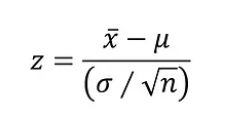 z = (x̄ − μ) / (σ / √n)